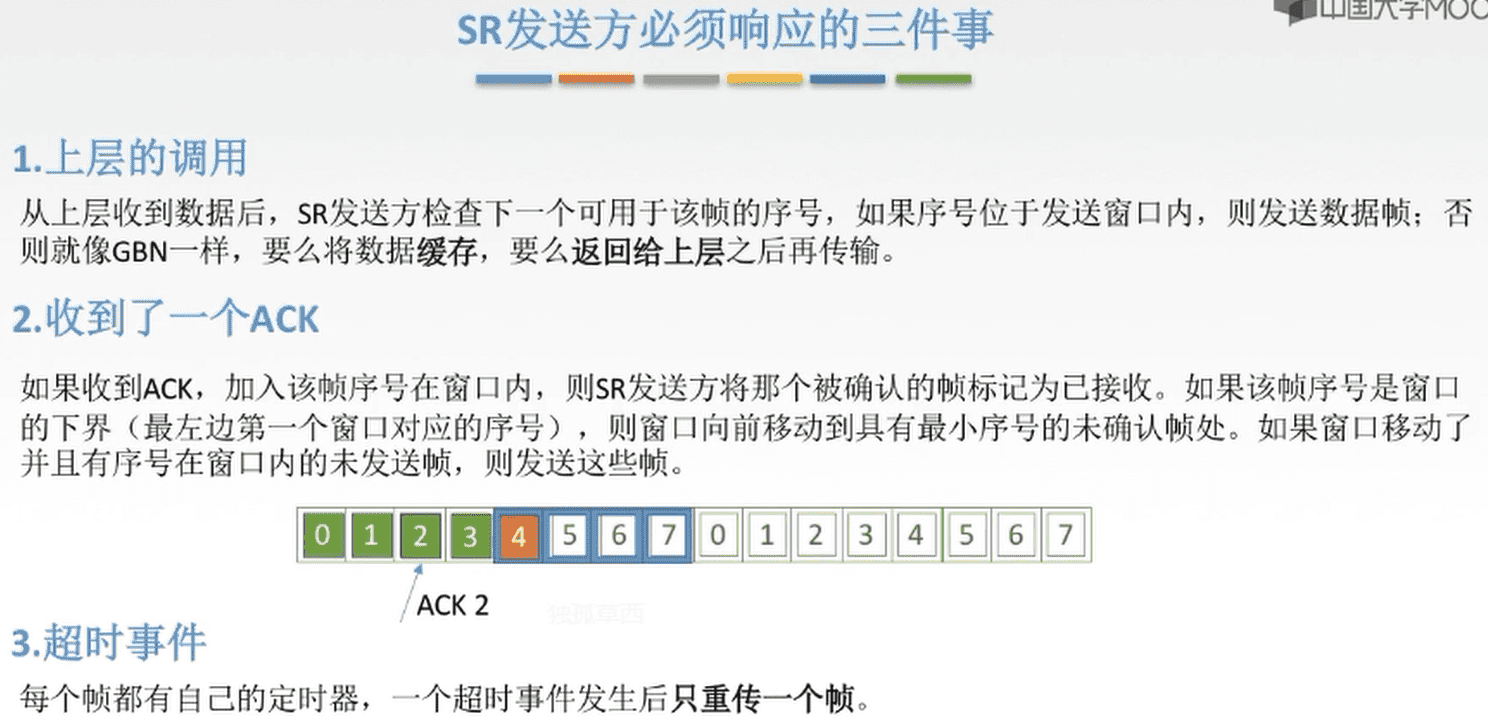 中国大学MOO
SR发送方必须响应的三件事
1.上层的调用
从上层收到数据后，SR发送方检查下一个可用于该帧的序号，如果序号位于发送窗口内，则发送数据帧；否
则就像GBN一样，要么将数据缓存，要么返回给上层之后再传输。
2.收到了一个ACK
如果收到ACK，加入该帧序号在窗口内，则SR发送方将那个被确认的帧标记为已接收。如果该帧序号是窗口
的下界（最左边第一个窗口对应的序号），则窗口向前移动到具有最小序号的未确认帧处。如果窗口移动了
并且有序号在窗口内的未发送帧，则发送这些帧。
0 1 2 3 4 5 6 7 0 1 2 3 4 5 6 7
ACK 2
独孤草西
3.超时事件
每个帧都有自己的定时器，一个超时事件发生后只重传一个帧。